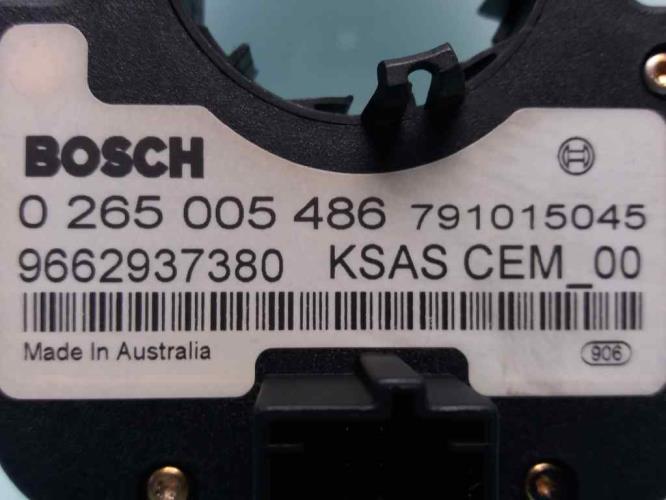 BOSCH
0 265 005 486 791015045
9662937380 KSAS CEM_00
Made In Australia 906